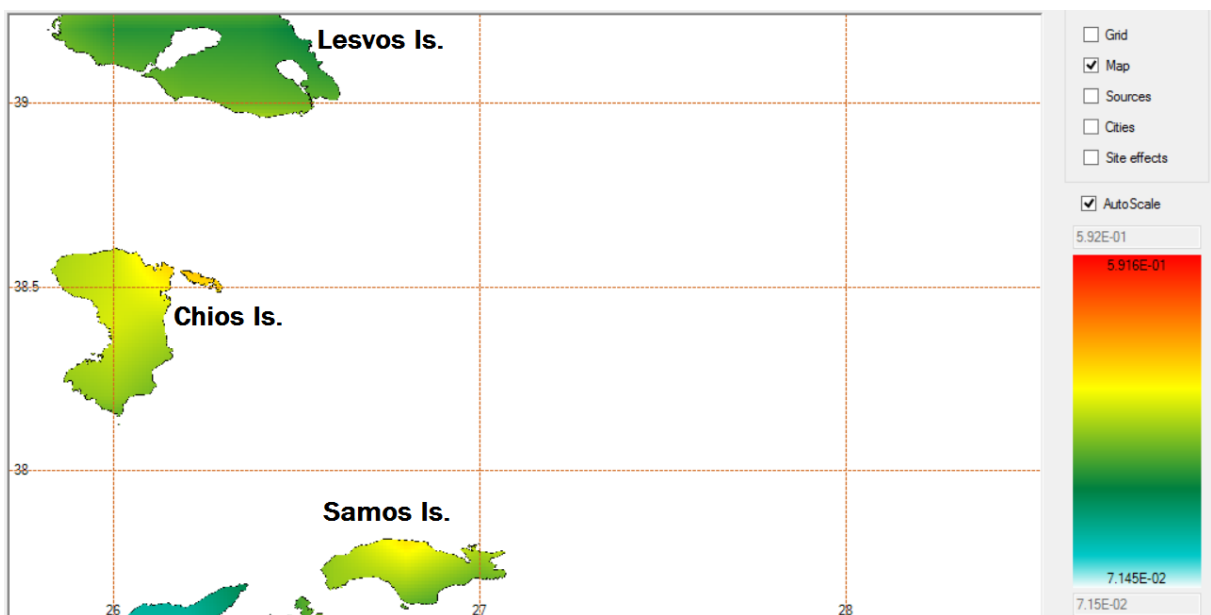 Lesvos Is.
39
38.5
Chios Is.
38
Samos Is.
26
27
28
Grid
Map
Sources
Cities
Site effects
AutoScale
5.92E-01
5.916E-01
7.145E-02
7.15E-02